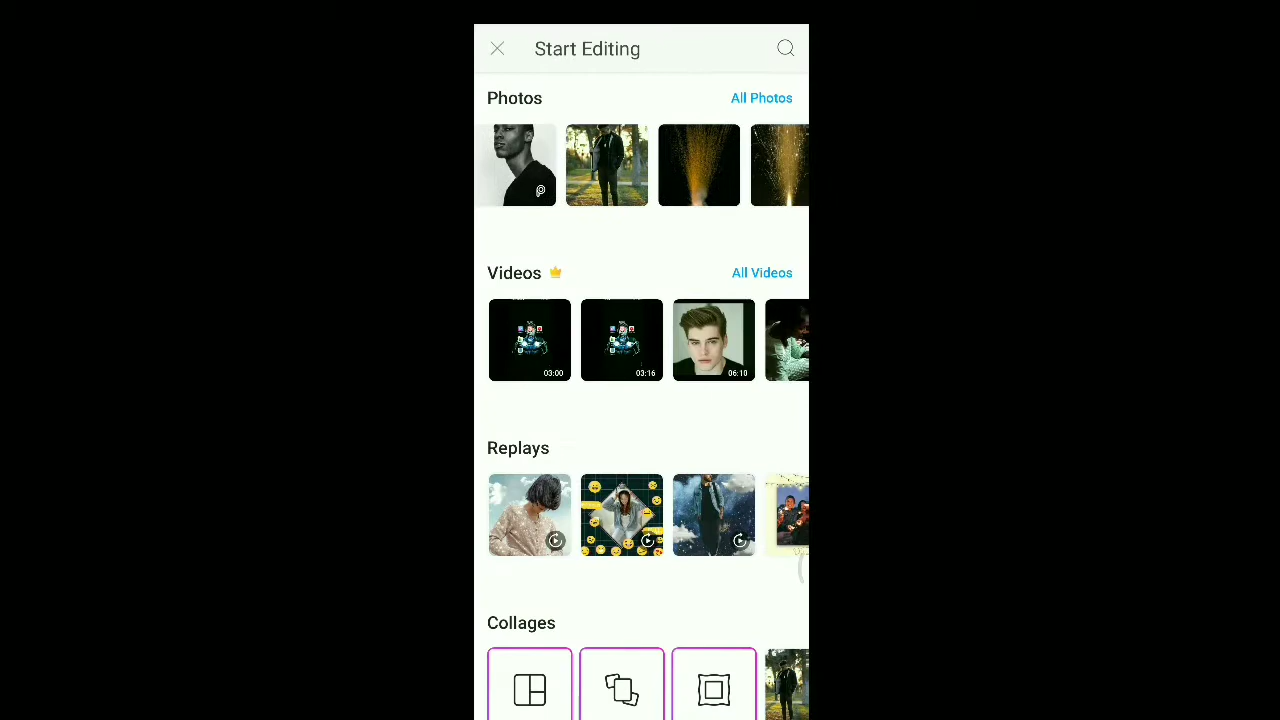 Start Editing
Photos
All Photos
Videos
All Videos
03:00
03:16
06:10
Replays
Collages